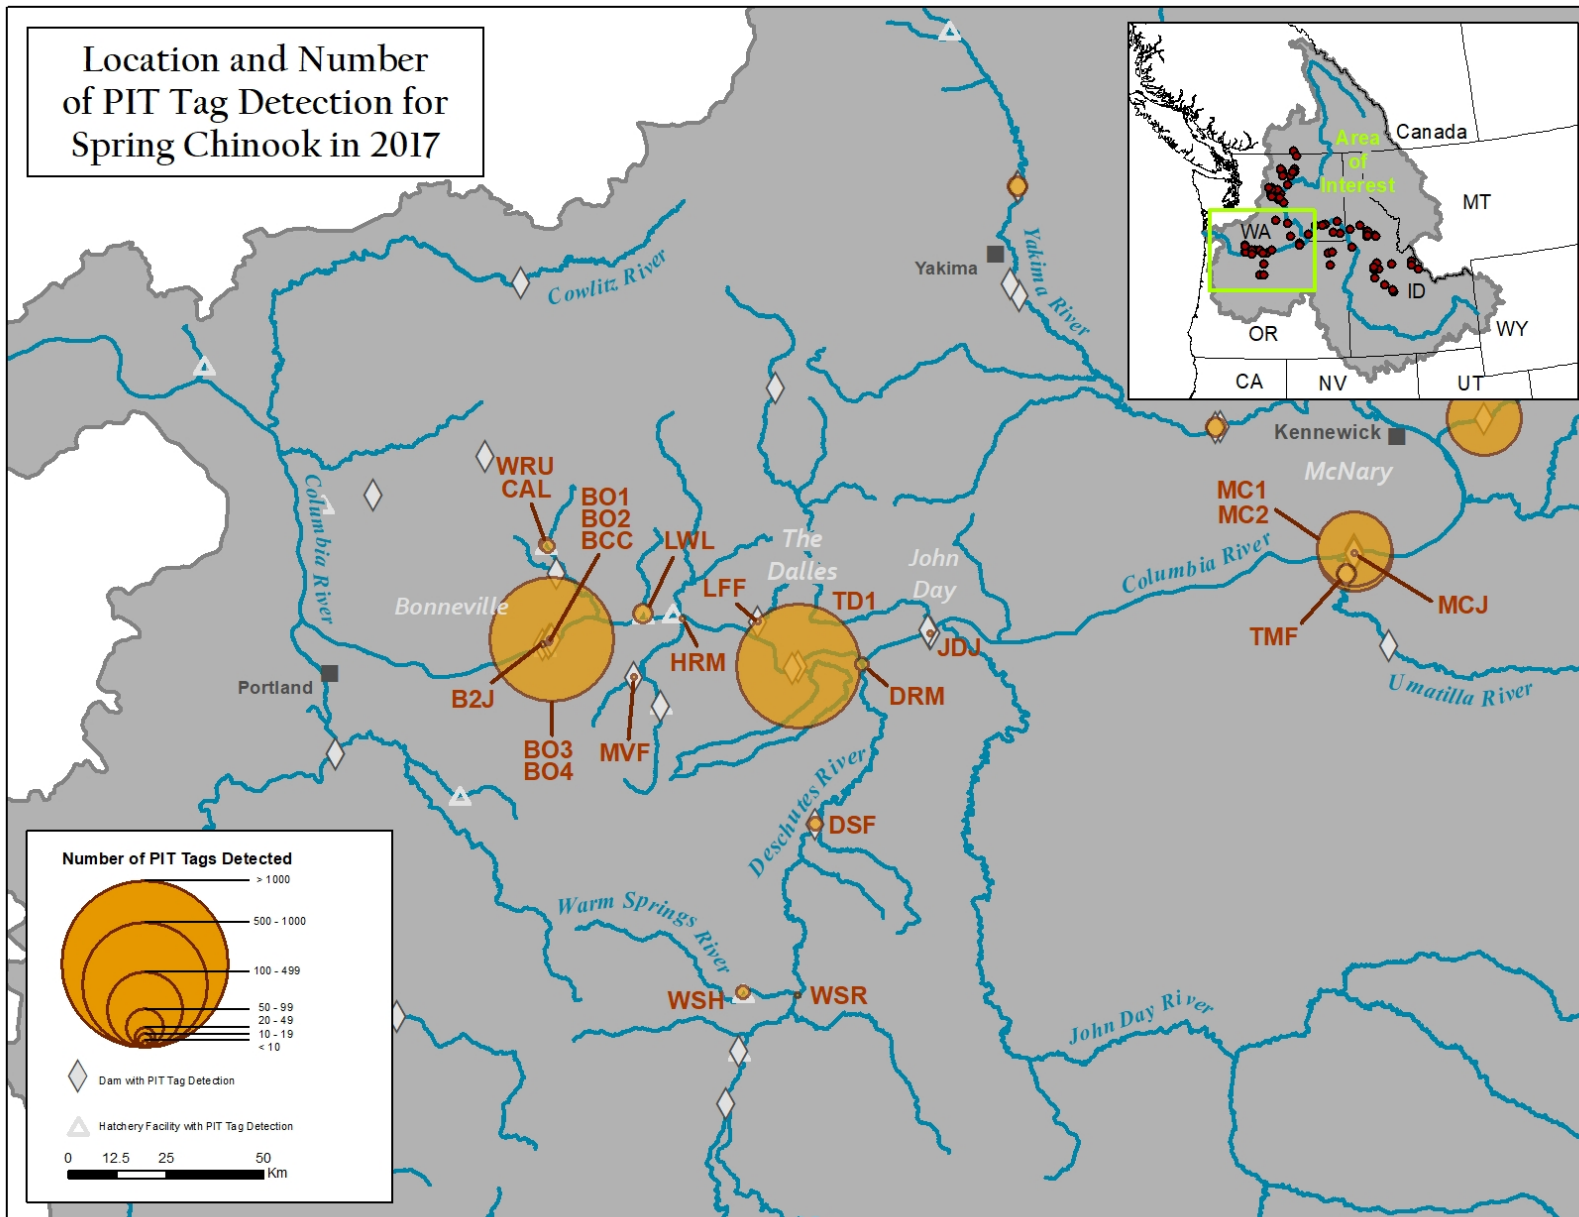 Location and Number
of PIT Tag Detection for
Spring Chinook in 2017
Canada
Area
of
Interest
MT
WA
ID
OR
WY
CA
NV
UT
Yakima
Yakima River
Cowlitz River
Columbia River
Kennewick
McNary
MC1
MC2
WRU
CAL
BO1
BO2
BCC
LWL
The
Dalles
John
Day
Columbia River
Bonneville
LFF
TD1
MCJ
TMF
HRM
JDJ
Portland
B2J
DRM
Umatilla River
BO3
BO4
MVF
Deschutes River
DSF
Warm Springs River
WSH
WSR
John Day River
Number of PIT Tags Detected
> 1000
500 - 1000
100 - 499
50 - 99
20 - 49
10 - 19
< 10
Dam with PIT Tag Detection
Hatchery Facility with PIT Tag Detection
0 12.5 25 50
Km